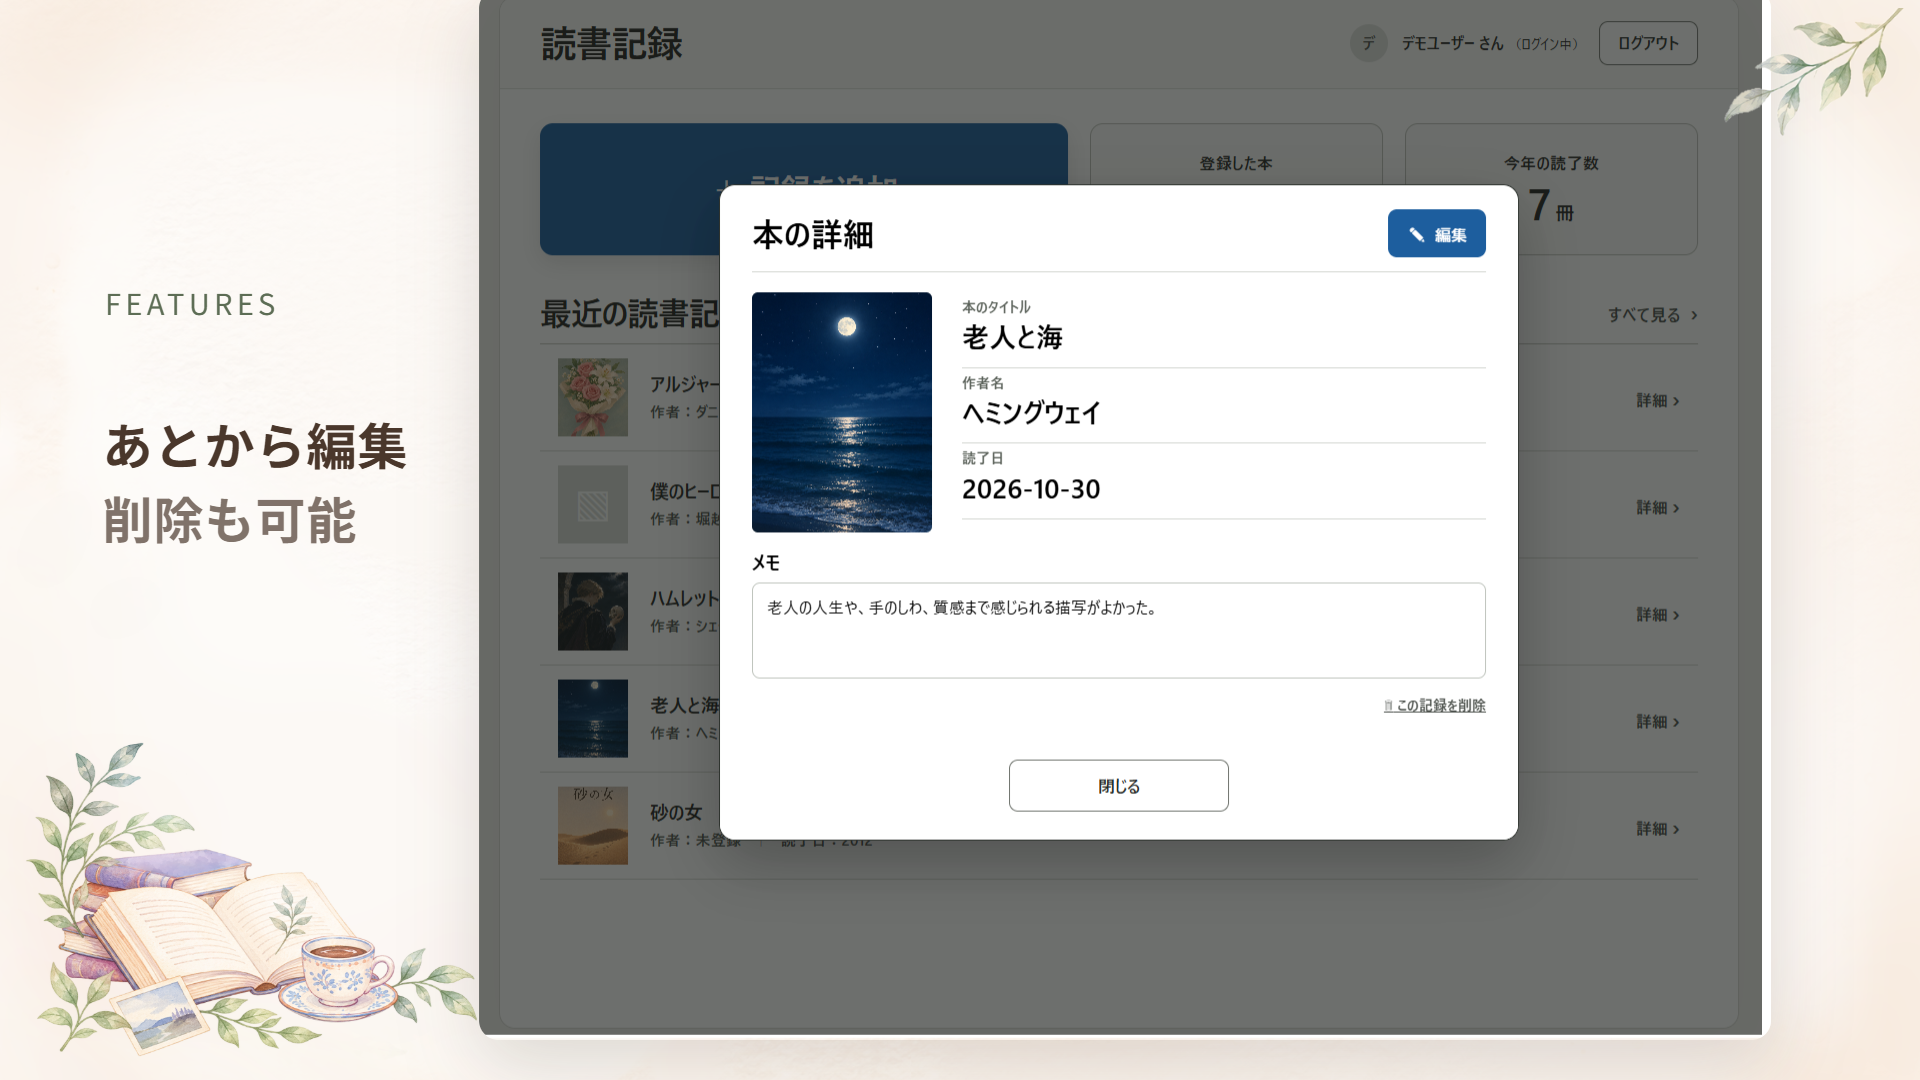 FEATURES
あとから編集
削除も可能
読書記録
デ
デモユーザー さん
（ログイン中）
ログアウト
登録した本
今年の読了数
7 冊
本の詳細
編集
本のタイトル
老人と海
作者名
ヘミングウェイ
読了日
2026-10-30
メモ
老人の人生や、手のしわ、質感まで感じられる描写がよかった。
この記録を削除
閉じる
最近の読書記
すべて見る ›
アルジャー
作者：ダニ
詳細 ›
僕のヒーロ
作者：堀越
詳細 ›
ハムレット
作者：シェ
詳細 ›
老人と海
作者：ヘミ
詳細 ›
砂の女
砂の女
作者：未登録
詳細 ›